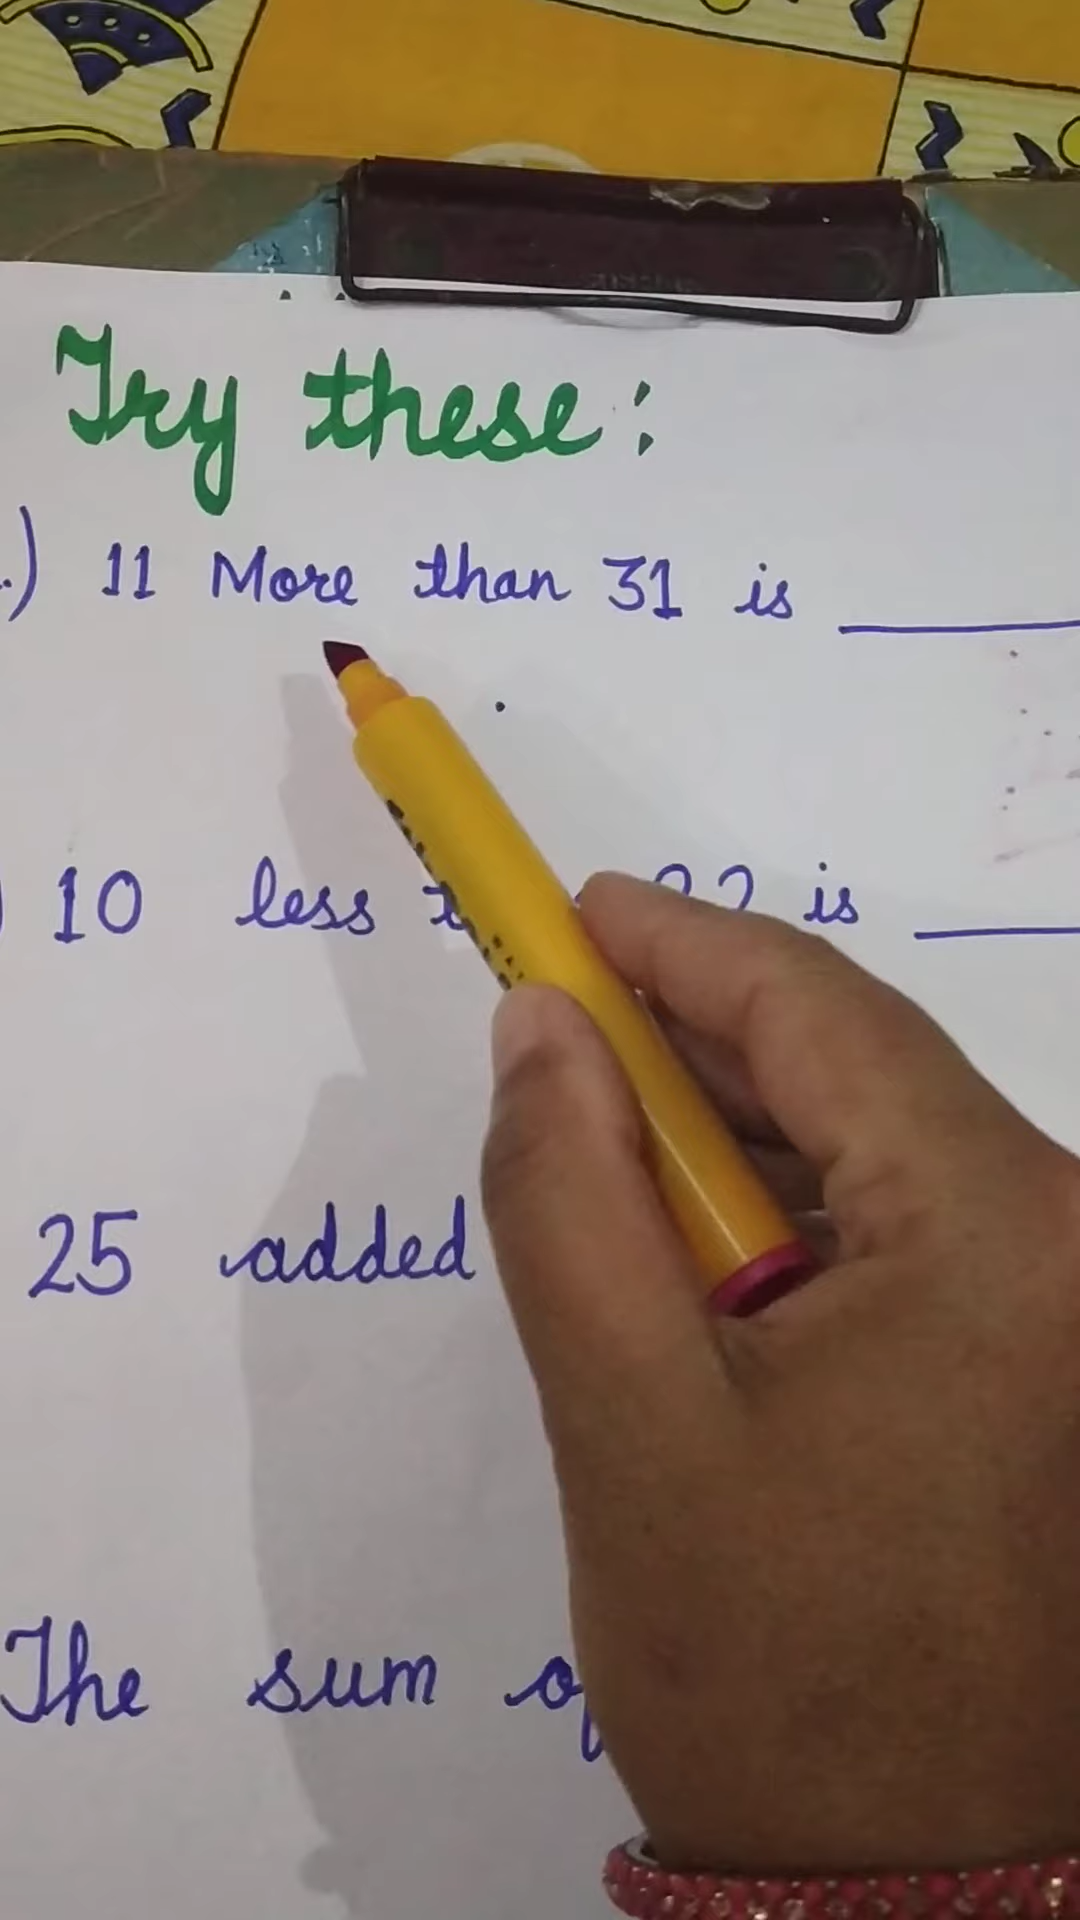 Try these:
.) 11 More than 31 is
10 less is
25 added
The sum